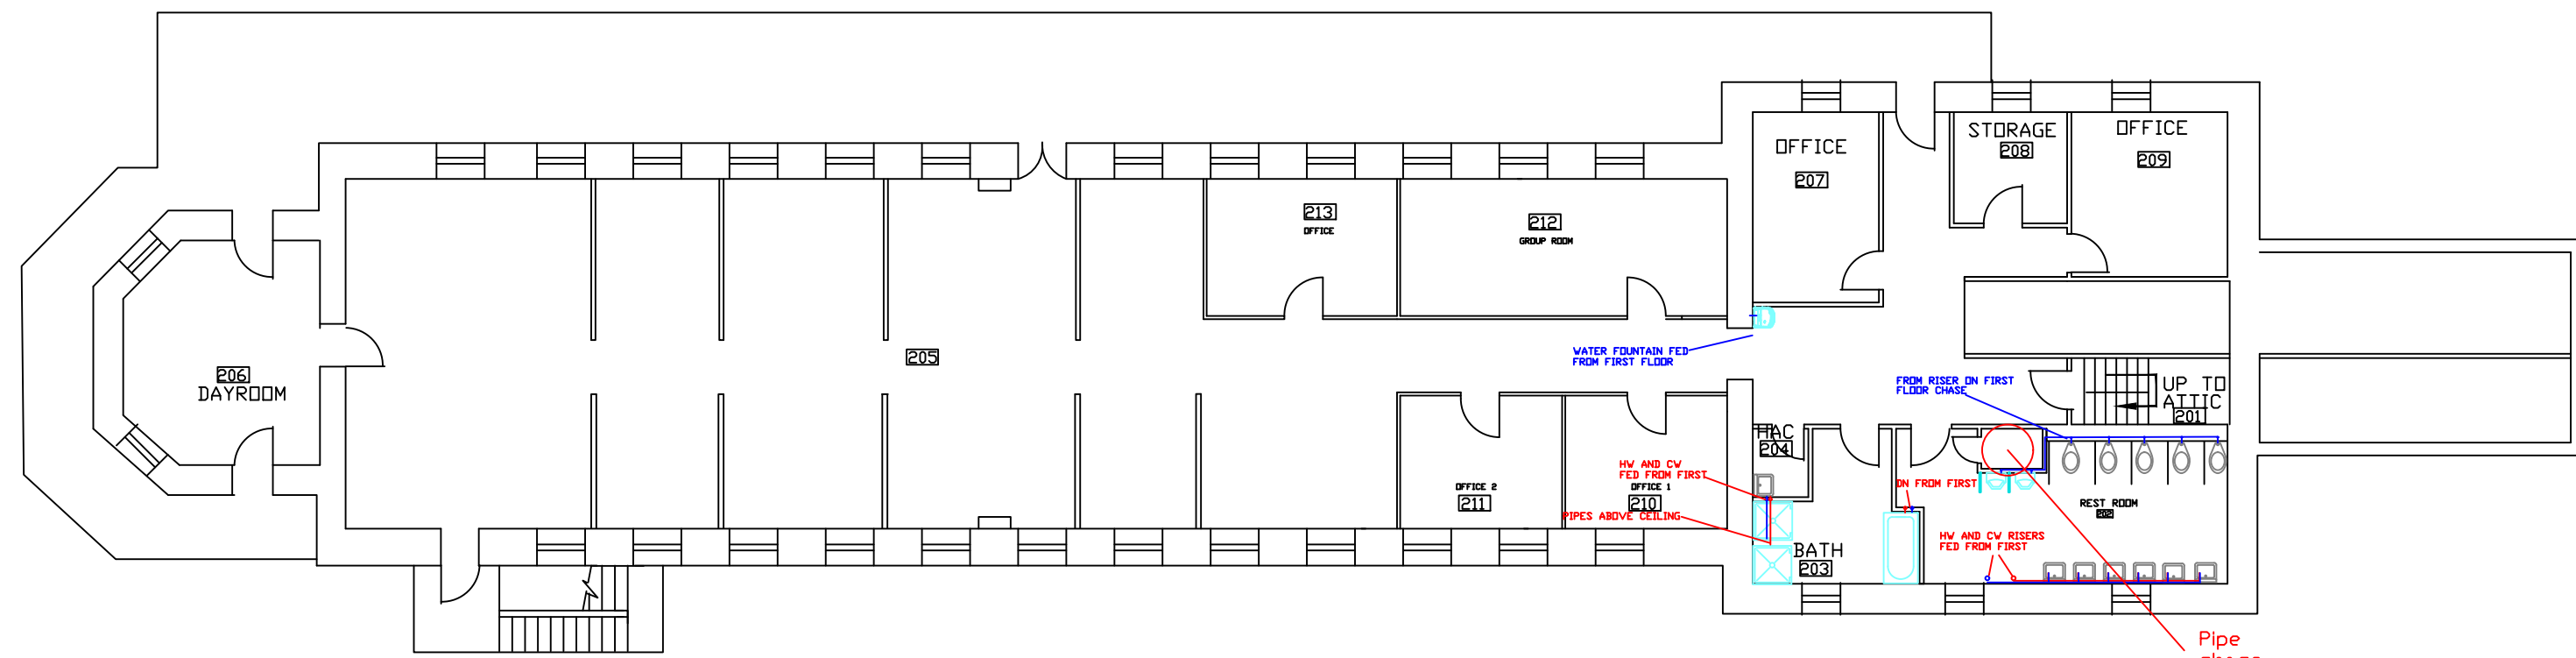 OFFICE
207
STORAGE
208
OFFICE
209
213
OFFICE
212
GROUP ROOM
205
206
DAYROOM
WATER FOUNTAIN FED
FROM FIRST FLOOR
FROM RISER ON FIRST
FLOOR CHASE
UP TO
ATTIC
201
HAC
204
HW AND CW
FED FROM FIRST
OFFICE 2
211
OFFICE 1
210
PIPES ABOVE CEILING
DN FROM FIRST
REST ROOM
202
HW AND CW RISERS
FED FROM FIRST
BATH
203
Pipe